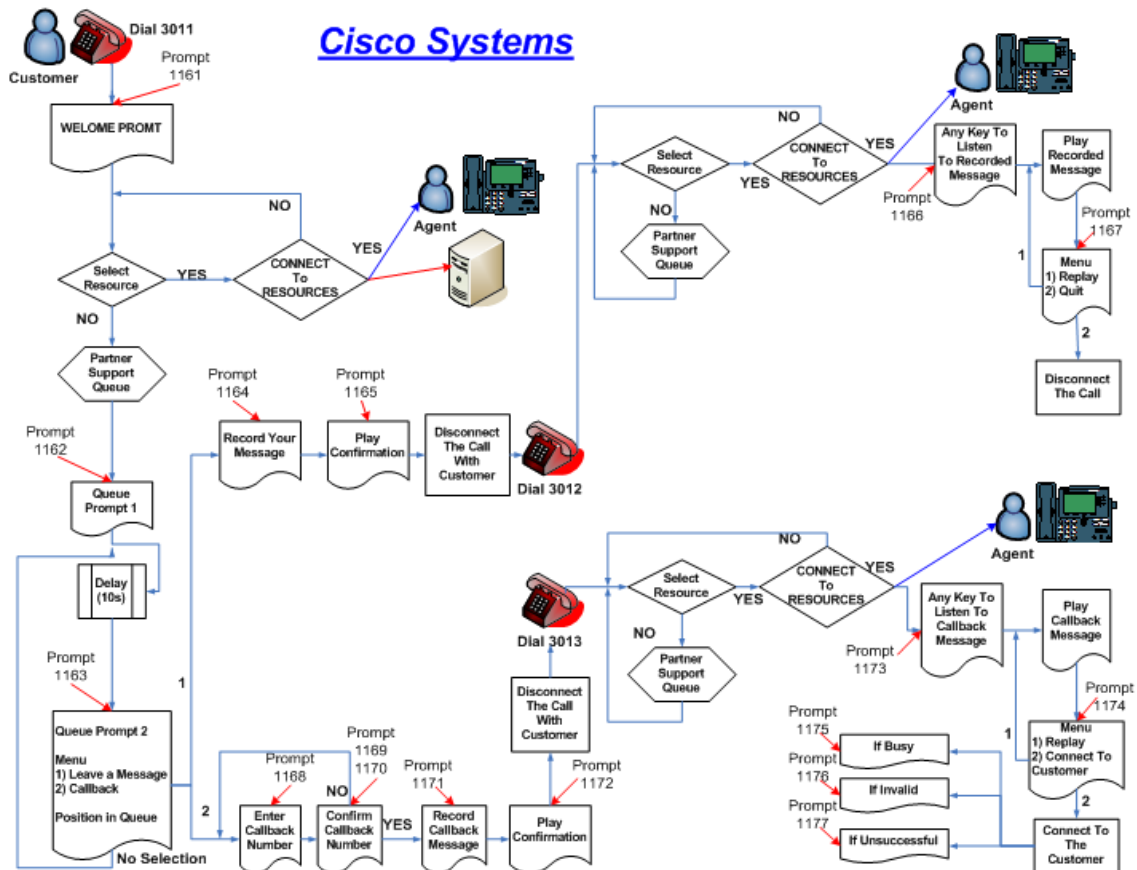 Cisco Systems
Dial 3011
Customer
Prompt
1161
WELOME PROMT
NO
Select
Resource
YES
CONNECT
To
RESOURCES
YES
Agent
NO
Partner
Support
Queue
Prompt
1162
Queue
Prompt 1
Delay
(10s)
Prompt
1163
Queue Prompt 2
Menu
1) Leave a Message
2) Callback
Position in Queue
No Selection
1
2
Prompt
1164
Record Your
Message
Prompt
1165
Play
Confirmation
Disconnect
The Call
With
Customer
Dial 3012
NO
Select
Resource
YES
CONNECT
To
RESOURCES
YES
Agent
NO
Partner
Support
Queue
Any Key To
Listen
To Recorded
Message
Prompt
1166
Play
Recorded
Message
Prompt
1167
1
Menu
1) Replay
2) Quit
2
Disconnect
The Call
Prompt
1168
Enter
Callback
Number
NO
Prompt
1169
1170
Confirm
Callback
Number
YES
Prompt
1171
Record
Callback
Message
Prompt
1172
Play
Confirmation
Disconnect
The Call
With
Customer
Dial 3013
NO
Select
Resource
YES
CONNECT
To
RESOURCES
YES
Agent
NO
Partner
Support
Queue
Any Key To
Listen To
Callback
Message
Prompt
1173
Play
Callback
Message
Prompt
1174
1
Menu
1) Replay
2) Connect To
Customer
2
Connect To
The
Customer
Prompt
1175
If Busy
Prompt
1176
If Invalid
Prompt
1177
If Unsuccessful